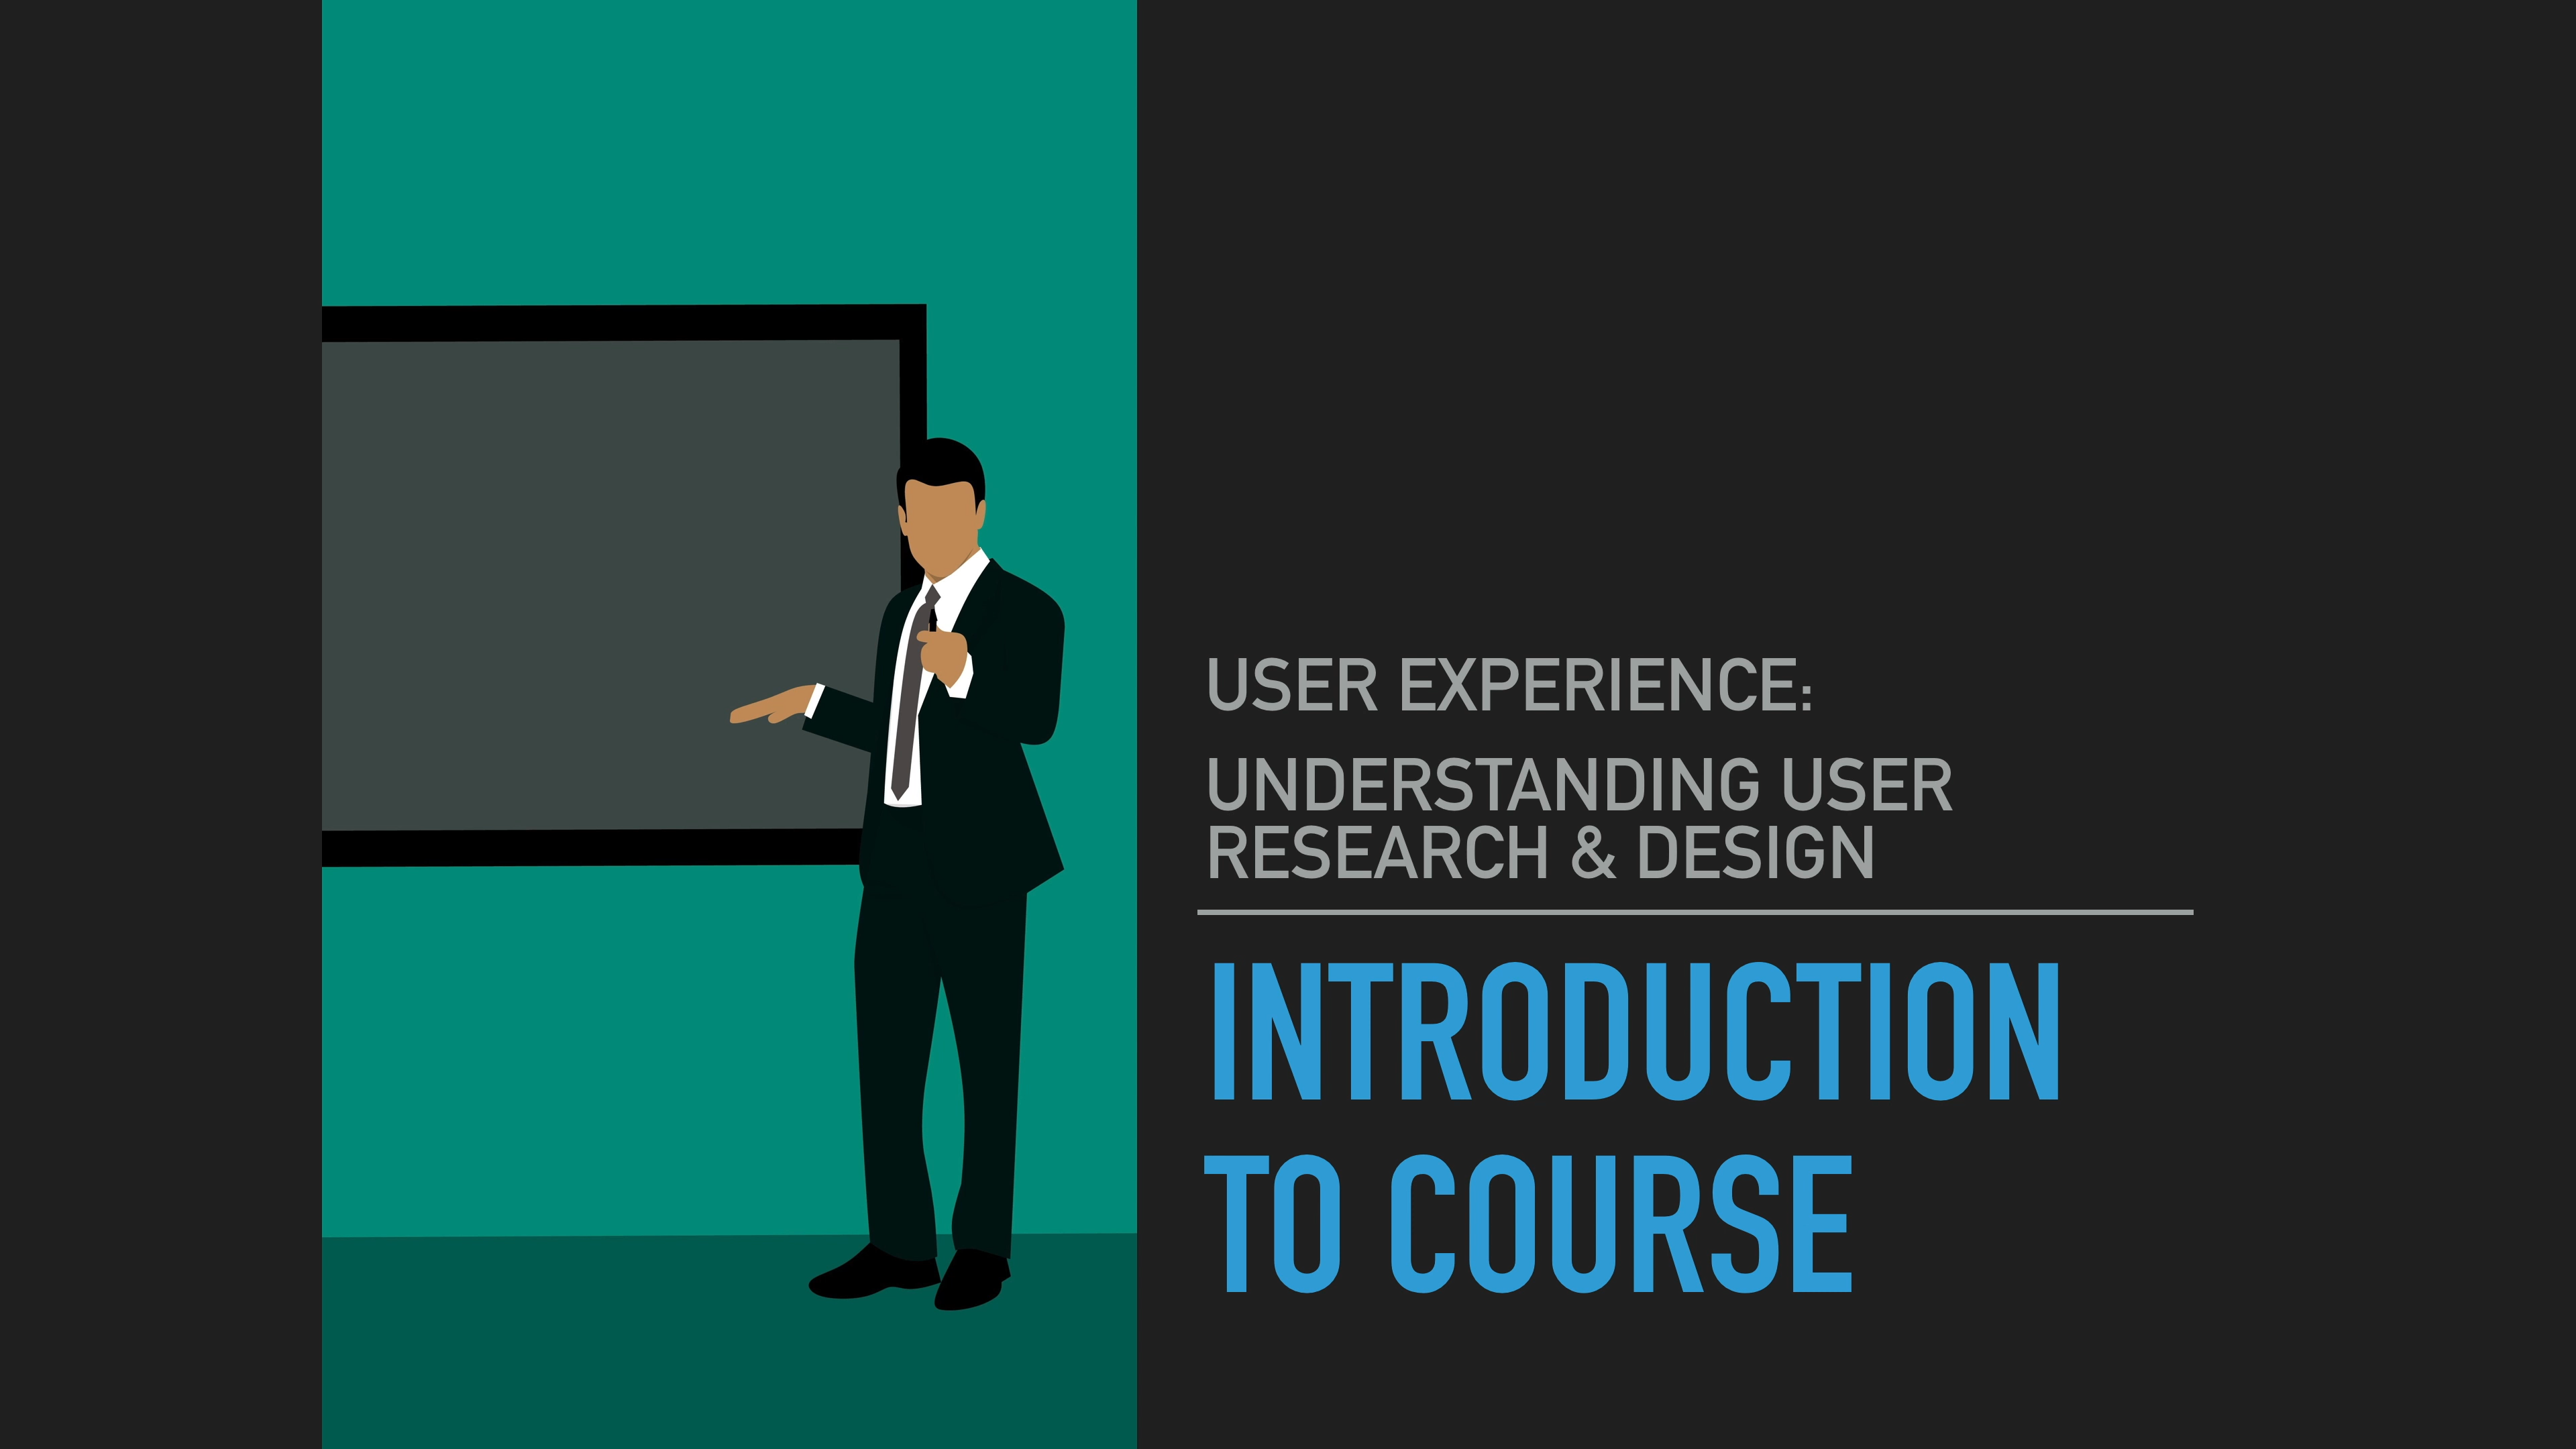 USER EXPERIENCE:
UNDERSTANDING USER
RESEARCH & DESIGN
INTRODUCTION
TO COURSE